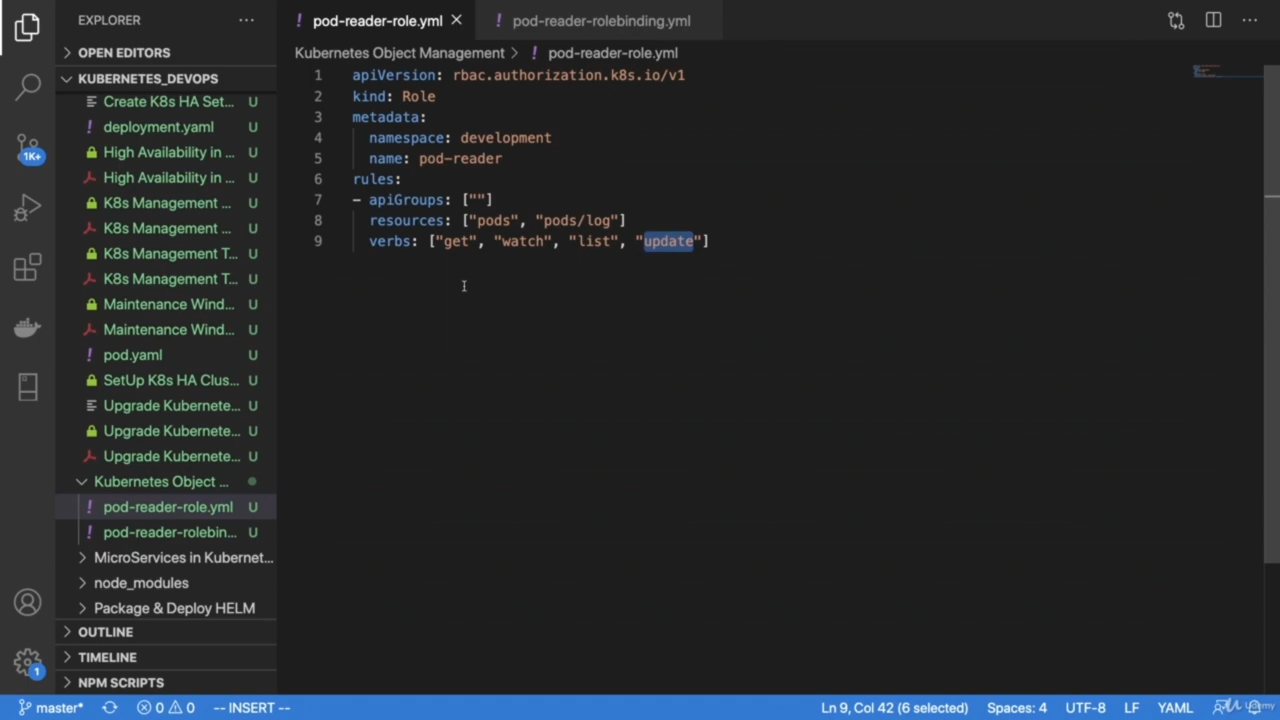 EXPLORER
OPEN EDITORS
KUBERNETES_DEVOPS
Create K8s HA Set... U
deployment.yaml U
High Availability in ... U
High Availability in ... U
K8s Management ... U
K8s Management ... U
K8s Management T... U
K8s Management T... U
Maintenance Wind... U
Maintenance Wind... U
pod.yaml U
SetUp K8s HA Clus... U
Upgrade Kubernete... U
Upgrade Kubernete... U
Upgrade Kubernete... U
Kubernetes Object ...
pod-reader-role.yml U
pod-reader-rolebin... U
MicroServices in Kubernet...
node_modules
Package & Deploy HELM
OUTLINE
TIMELINE
NPM SCRIPTS
1K+
1
pod-reader-role.yml
pod-reader-rolebinding.yml
Kubernetes Object Management > pod-reader-role.yml
1 apiVersion: rbac.authorization.k8s.io/v1
2 kind: Role
3 metadata:
4 namespace: development
5 name: pod-reader
6 rules:
7 - apiGroups: [""]
8 resources: ["pods", "pods/log"]
9 verbs: ["get", "watch", "list", "update"]
master* 0 0 -- INSERT -- Ln 9, Col 42 (6 selected) Spaces: 4 UTF-8 LF YAML
Udemy